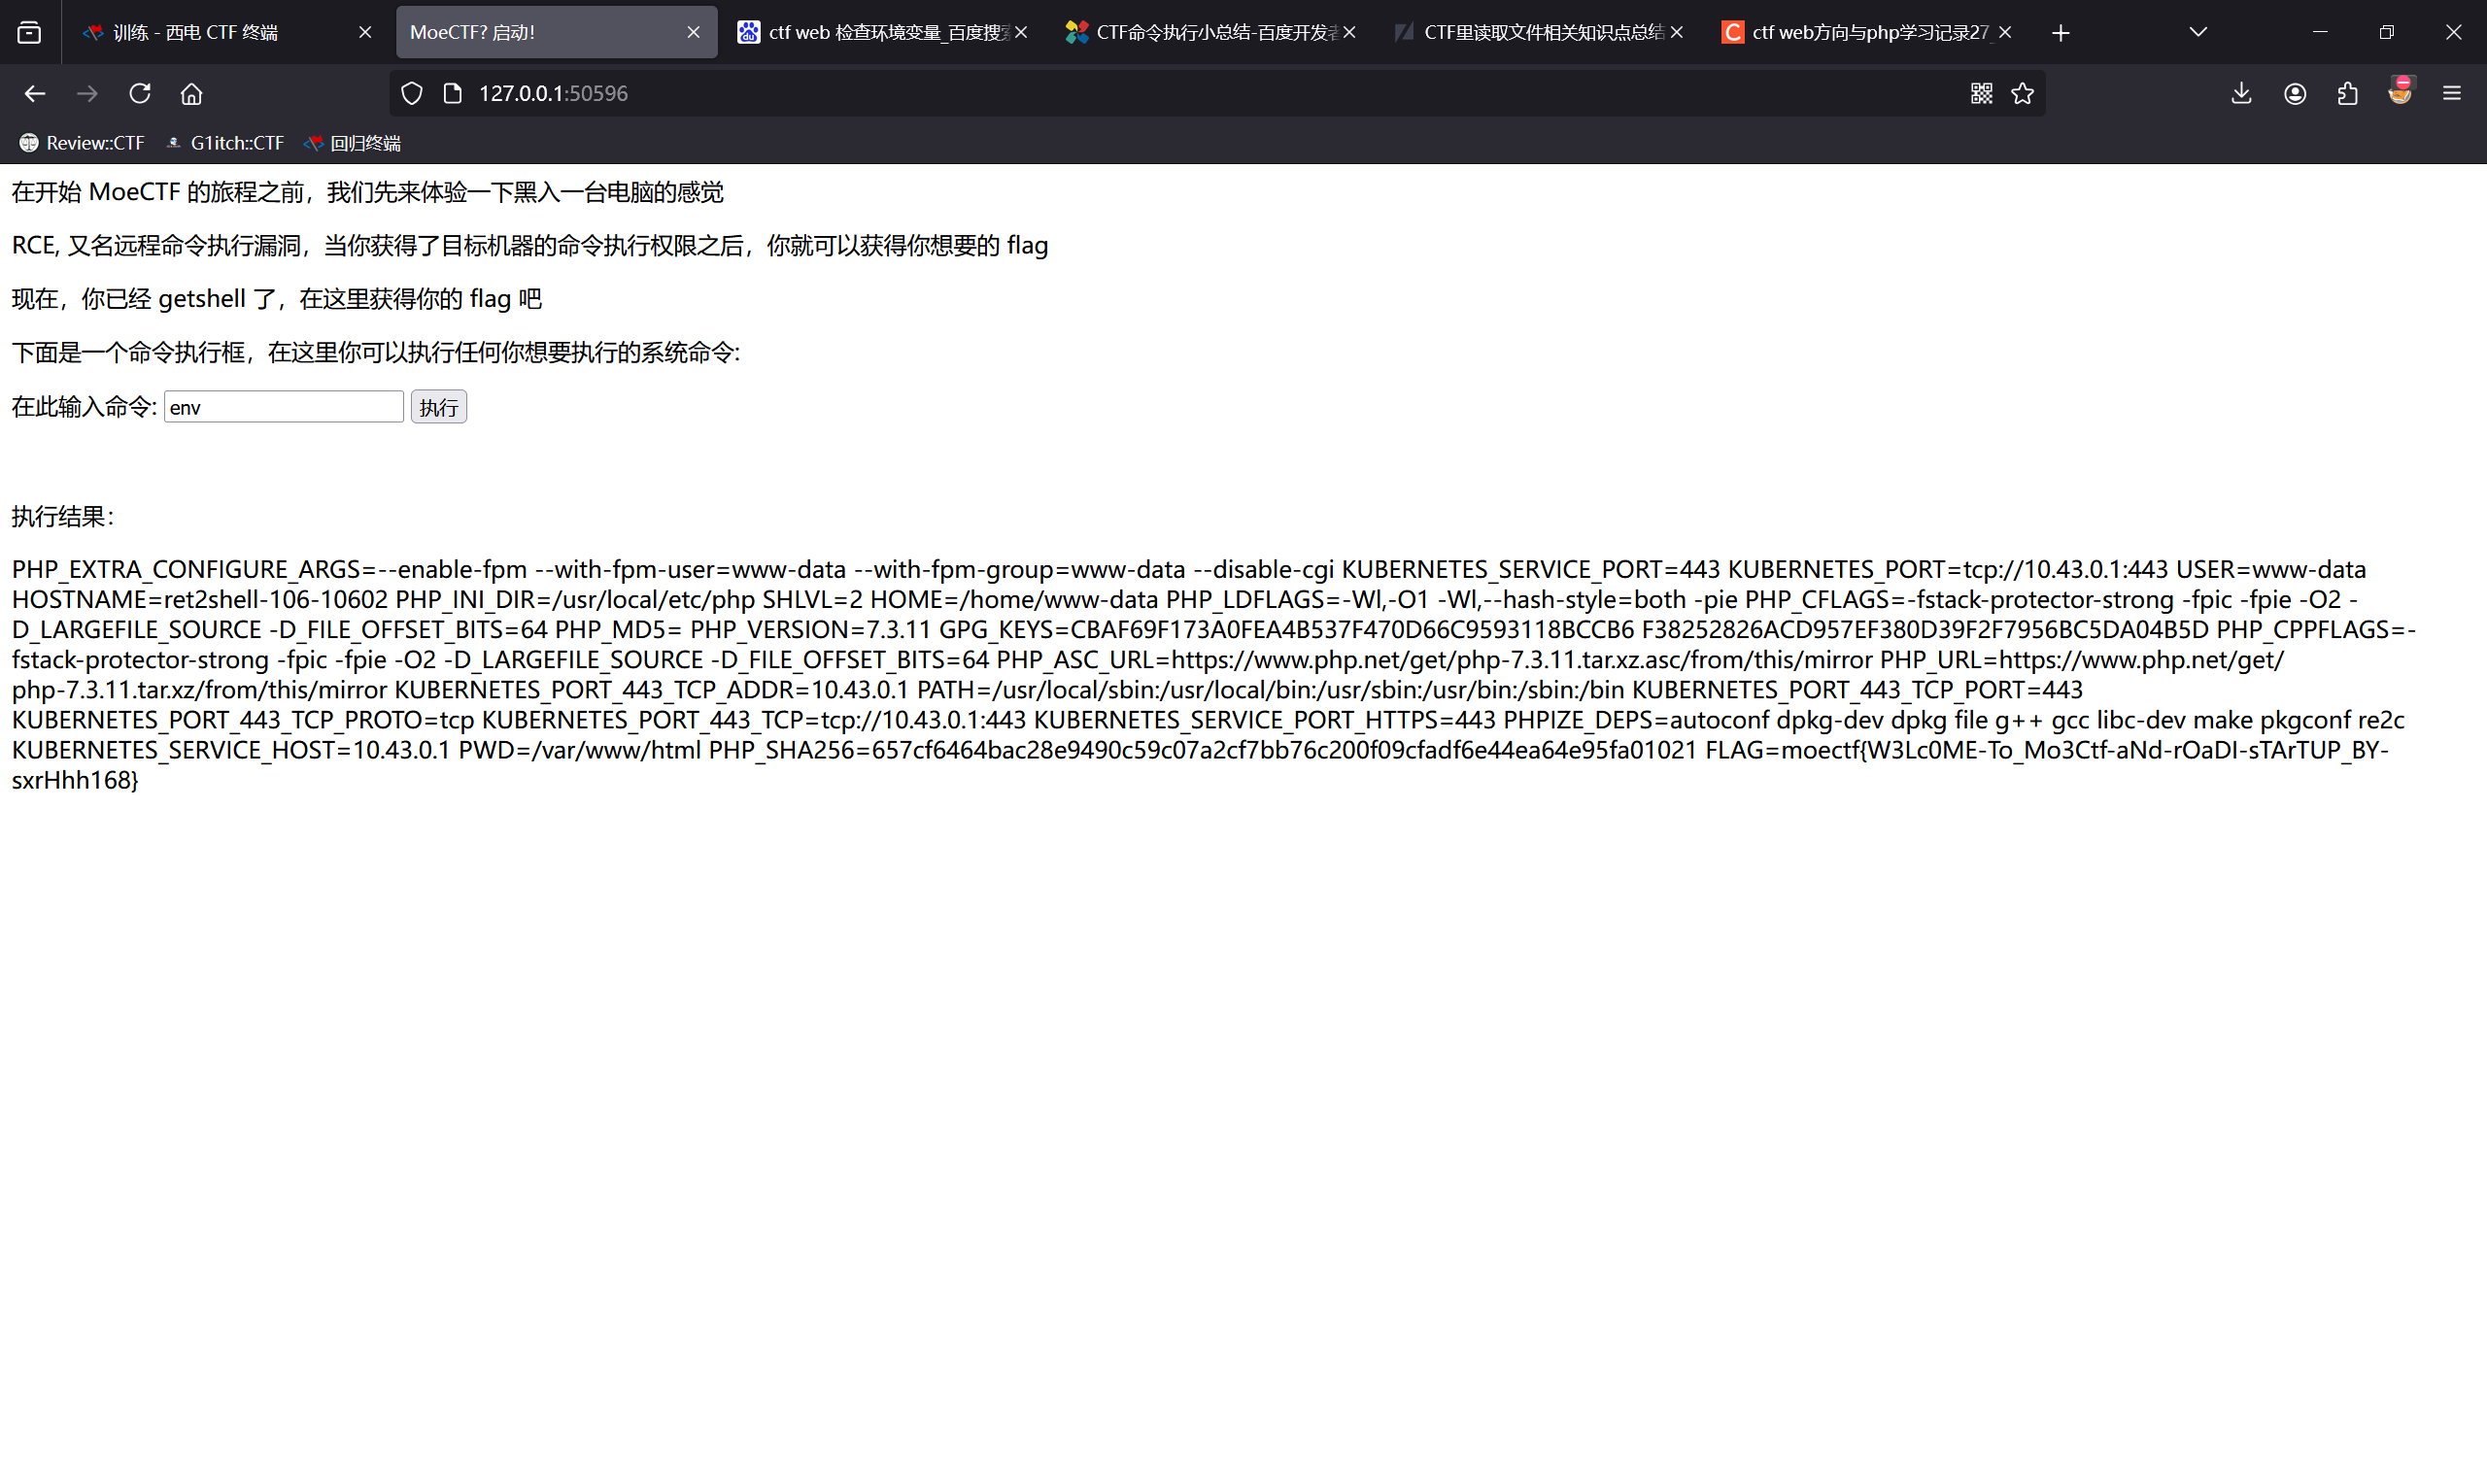 训练 - 西电 CTF 终端
MoeCTF? 启动!
ctf web 检查环境变量_百度搜
CTF命令执行小总结-百度开发
CTF里读取文件相关知识点总结
ctf web方向与php学习记录27_
127.0.0.1:50596
Review::CTF
G1itch::CTF
回归终端
在开始 MoeCTF 的旅程之前，我们先来体验一下黑入一台电脑的感觉
RCE, 又名远程命令执行漏洞，当你获得了目标机器的命令执行权限之后，你就可以获得你想要的 flag
现在，你已经 getshell 了，在这里获得你的 flag 吧
下面是一个命令执行框，在这里你可以执行任何你想要执行的系统命令:
在此输入命令: env 执行
执行结果：
PHP_EXTRA_CONFIGURE_ARGS=--enable-fpm --with-fpm-user=www-data --with-fpm-group=www-data --disable-cgi KUBERNETES_SERVICE_PORT=443 KUBERNETES_PORT=tcp://10.43.0.1:443 USER=www-data
HOSTNAME=ret2shell-106-10602 PHP_INI_DIR=/usr/local/etc/php SHLVL=2 HOME=/home/www-data PHP_LDFLAGS=-Wl,-O1 -Wl,--hash-style=both -pie PHP_CFLAGS=-fstack-protector-strong -fpic -fpie -O2 -
D_LARGEFILE_SOURCE -D_FILE_OFFSET_BITS=64 PHP_MD5= PHP_VERSION=7.3.11 GPG_KEYS=CBAF69F173A0FEA4B537F470D66C9593118BCCB6 F38252826ACD957EF380D39F2F7956BC5DA04B5D PHP_CPPFLAGS=-
fstack-protector-strong -fpic -fpie -O2 -D_LARGEFILE_SOURCE -D_FILE_OFFSET_BITS=64 PHP_ASC_URL=https://www.php.net/get/php-7.3.11.tar.xz.asc/from/this/mirror PHP_URL=https://www.php.net/get/
php-7.3.11.tar.xz/from/this/mirror KUBERNETES_PORT_443_TCP_ADDR=10.43.0.1 PATH=/usr/local/sbin:/usr/local/bin:/usr/sbin:/usr/bin:/sbin:/bin KUBERNETES_PORT_443_TCP_PORT=443
KUBERNETES_PORT_443_TCP_PROTO=tcp KUBERNETES_PORT_443_TCP=tcp://10.43.0.1:443 KUBERNETES_SERVICE_PORT_HTTPS=443 PHPIZE_DEPS=autoconf dpkg-dev dpkg file g++ gcc libc-dev make pkgconf re2c
KUBERNETES_SERVICE_HOST=10.43.0.1 PWD=/var/www/html PHP_SHA256=657cf6464bac28e9490c59c07a2cf7bb76c200f09cfadf6e44ea64e95fa01021 FLAG=moectf{W3Lc0ME-To_Mo3Ctf-aNd-rOaDI-sTArTUP_BY-
sxrHhh168}